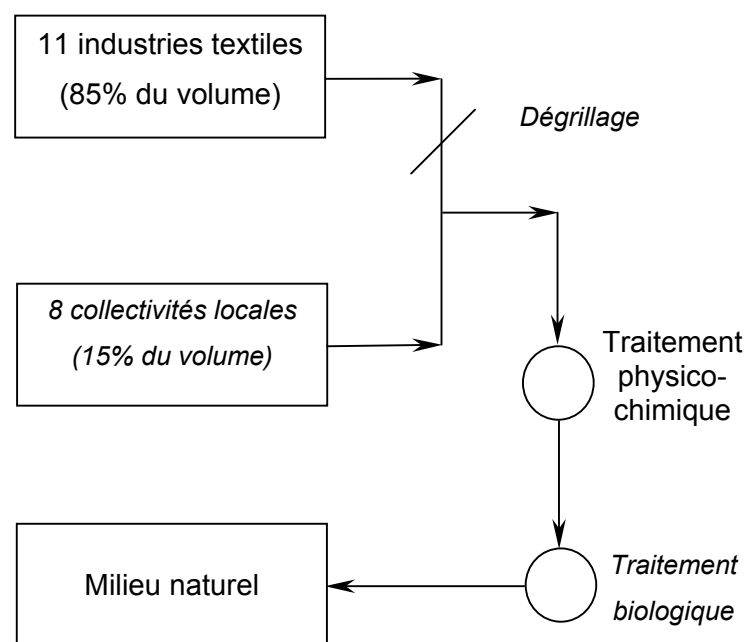 11 industries textiles
(85% du volume)
Dégrillage
8 collectivités locales
(15% du volume)
Traitement
physico-
chimique
Milieu naturel
Traitement
biologique